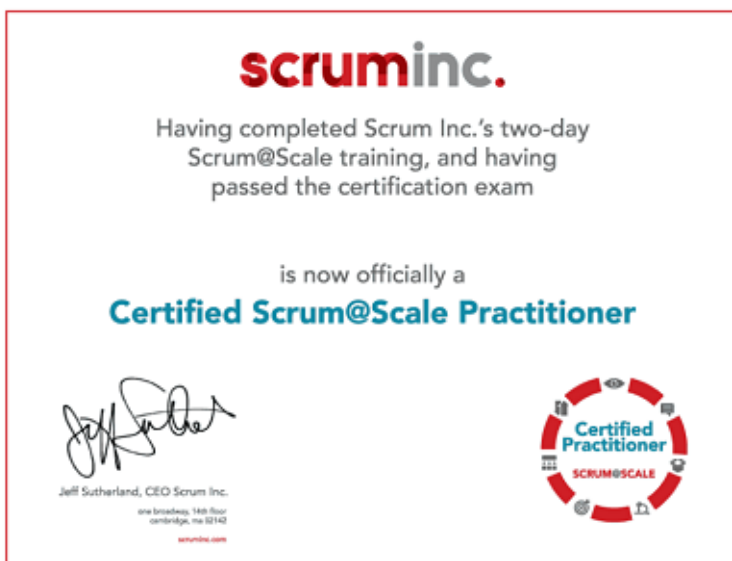 scruminc.
Having completed Scrum Inc.'s two-day
Scrum@Scale training, and having
passed the certification exam
is now officially a
Certified Scrum@Scale Practitioner
Jeff Sutherland, CEO Scrum Inc.
one broadway, 14th floor
cambridge, ma 02142
scruminc.com
Certified
Practitioner
SCRUM@SCALE